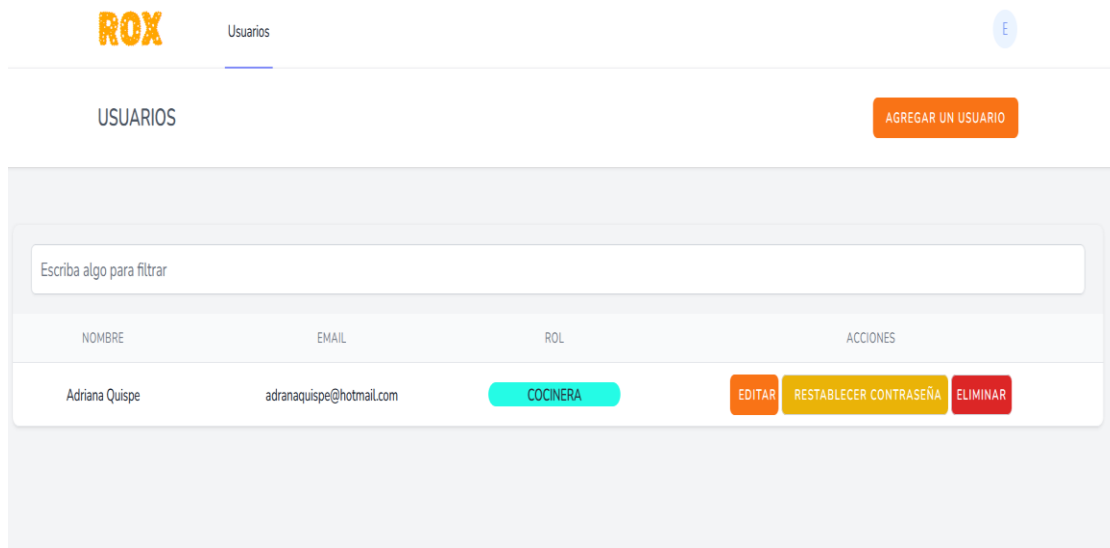 ROX Usuarios E
USUARIOS AGREGAR UN USUARIO
Escriba algo para filtrar
NOMBRE EMAIL ROL ACCIONES
Adriana Quispe adranaquispe@hotmail.com COCINERA EDITAR RESTABLECER CONTRASEÑA ELIMINAR